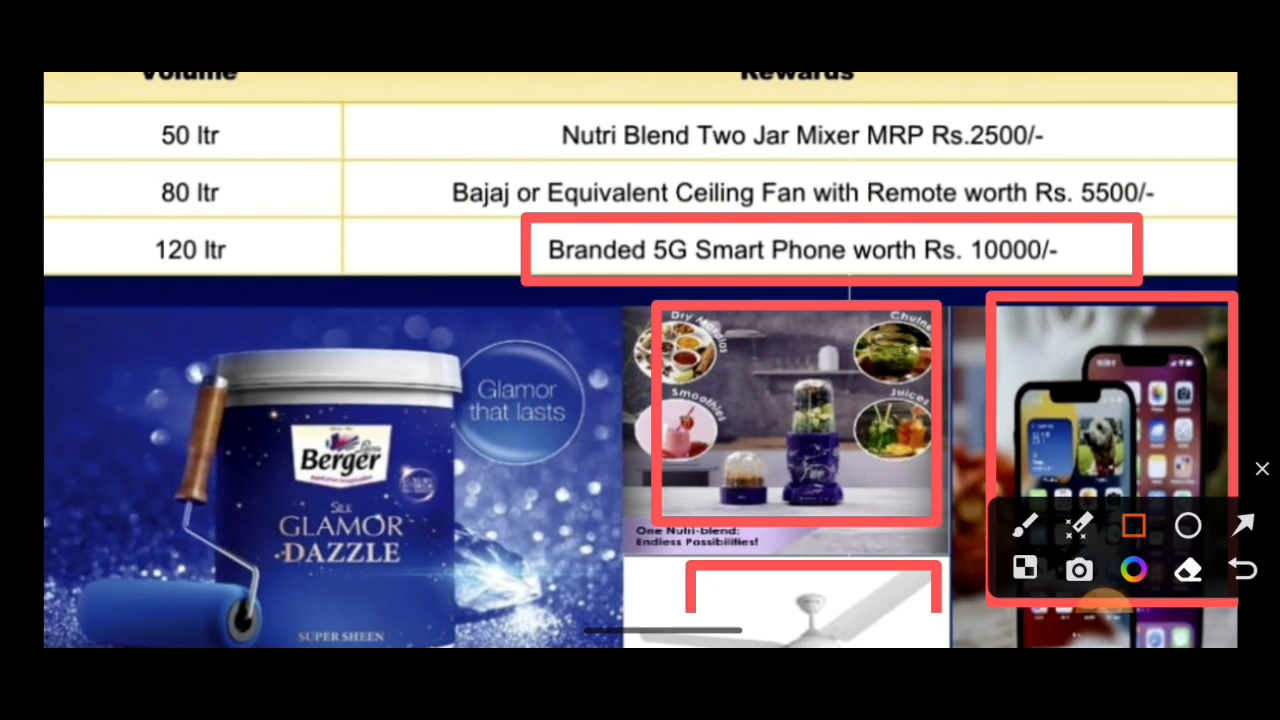 Volume
Rewards
50 ltr
Nutri Blend Two Jar Mixer MRP Rs.2500/-
80 ltr
Bajaj or Equivalent Ceiling Fan with Remote worth Rs. 5500/-
120 ltr
Branded 5G Smart Phone worth Rs. 10000/-
Glamor
that lasts
Berger
SILK
GLAMOR
DAZZLE
SUPER SHEEN
Dry Masalas
Chutne
Smoothies
Juices
One Nutri-blend:
Endless Possibilities!